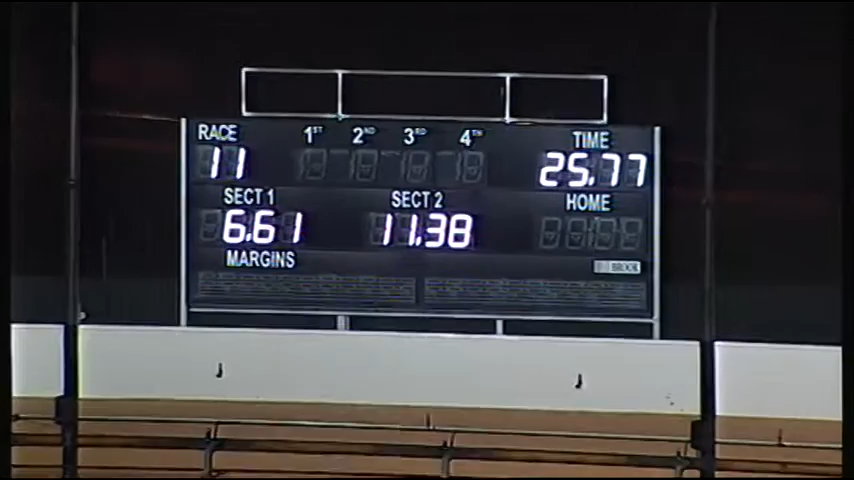 RACE 1ST 2ND 3RD 4TH TIME
11 25.77
SECT 1 SECT 2 HOME
6.61 11.38
MARGINS